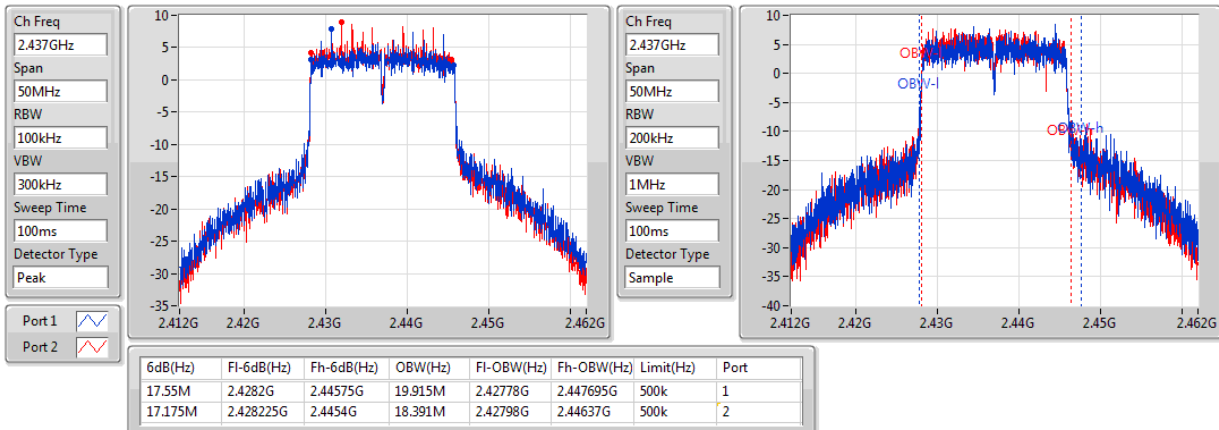 Ch Freq
2.437GHz
Span
50MHz
RBW
100kHz
VBW
300kHz
Sweep Time
100ms
Detector Type
Peak
Port 1
Port 2
10
5
0
-5
-10
-15
-20
-25
-30
-35
2.412G 2.42G 2.43G 2.44G 2.45G 2.462G
Ch Freq
2.437GHz
Span
50MHz
RBW
200kHz
VBW
1MHz
Sweep Time
100ms
Detector Type
Sample
10
5
0
-5
-10
-15
-20
-25
-30
-35
-40
OBW-l
2.412G 2.42G 2.43G 2.44G 2.45G 2.462G
6dB(Hz) Fl-6dB(Hz) Fh-6dB(Hz) OBW(Hz) Fl-OBW(Hz) Fh-OBW(Hz) Limit(Hz) Port
17.55M 2.4282G 2.44575G 19.915M 2.42778G 2.447695G 500k 1
17.175M 2.428225G 2.4454G 18.391M 2.42798G 2.44637G 500k 2